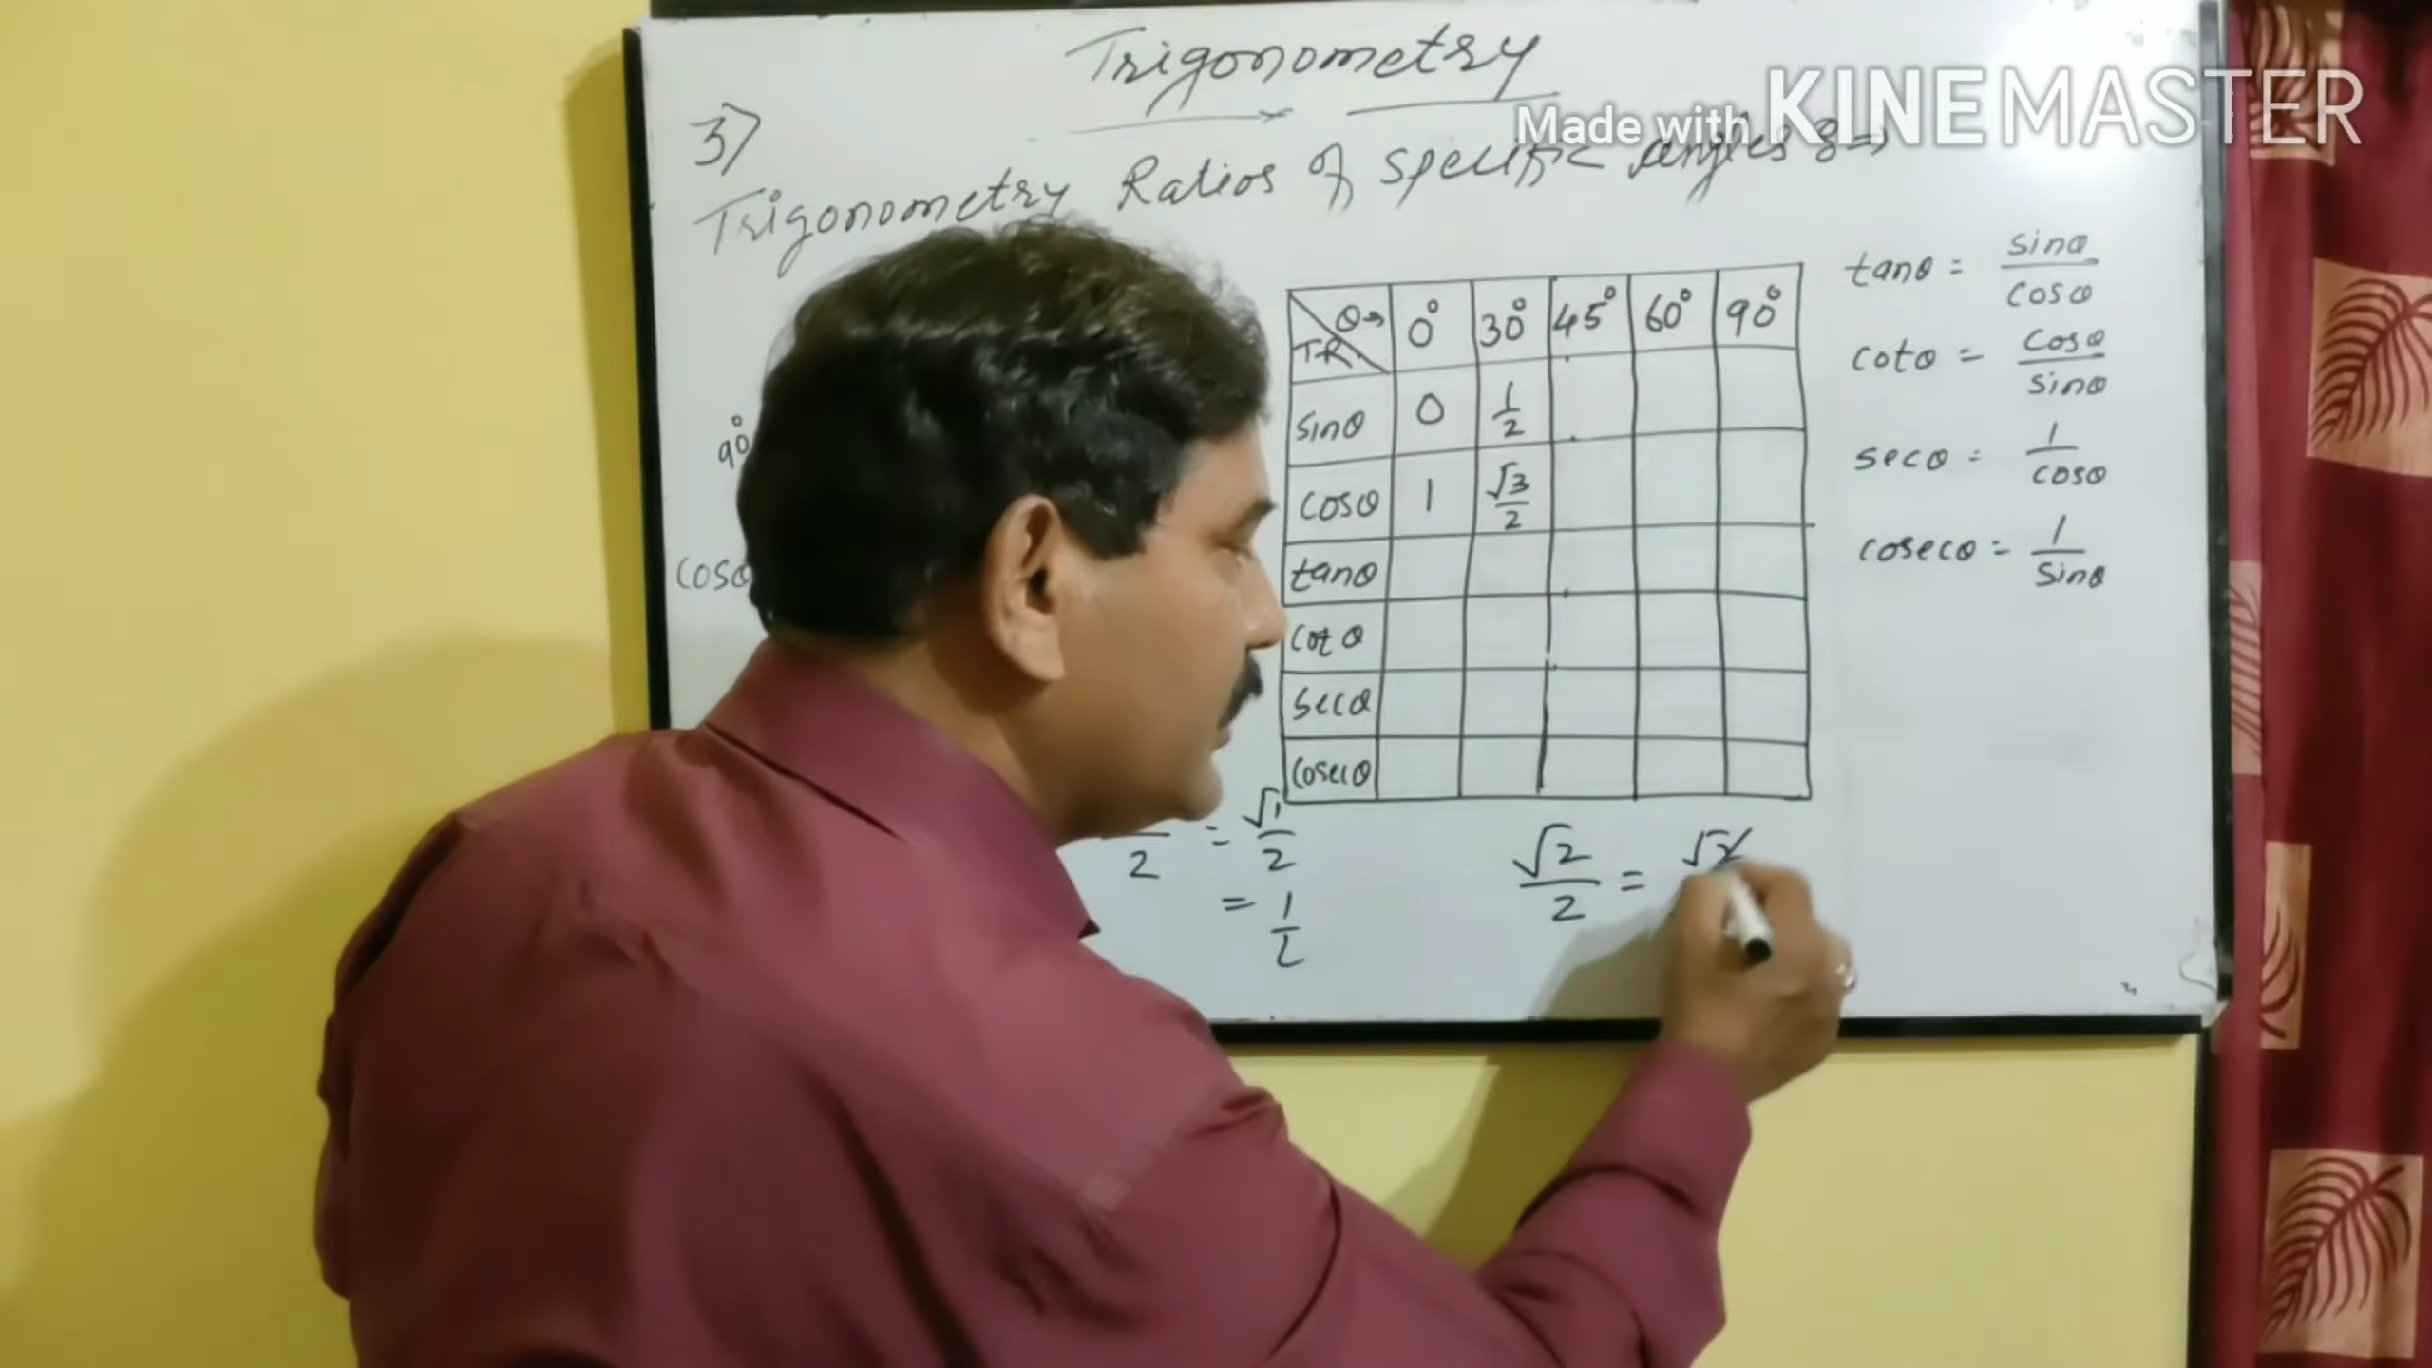 Trigonometry
Made with KINEMASTER
3)
Trigonometry Ratios of specific angles :→
θ→ 0° 30° 45° 60° 90°
T.R.
sinθ 0 1/2
cosθ 1 √3/2
tanθ
cotθ
secθ
cosecθ
tanθ = sinθ/cosθ
cotθ = cosθ/sinθ
secθ = 1/cosθ
cosecθ = 1/sinθ
90°
cosθ
2 = √1/2
= 1/2
√2/2 = √2